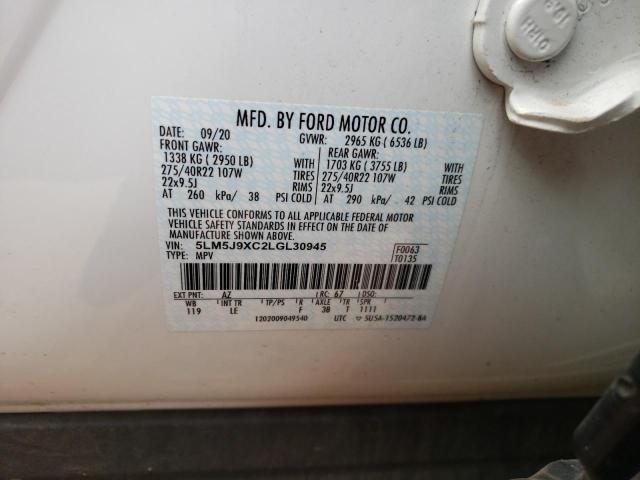 MFD. BY FORD MOTOR CO.
DATE: 09/20 GVWR: 2965 KG ( 6536 LB)
FRONT GAWR: REAR GAWR:
1338 KG ( 2950 LB) 1703 KG ( 3755 LB)
275/40R22 107W TIRES 275/40R22 107W TIRES
22x9.5J RIMS 22x9.5J RIMS
AT 260 kPa/ 38 PSI COLD AT 290 kPa/ 42 PSI COLD
THIS VEHICLE CONFORMS TO ALL APPLICABLE FEDERAL MOTOR
VEHICLE SAFETY STANDARDS IN EFFECT ON THE DATE OF
MANUFACTURE SHOWN ABOVE.
VIN: 5LM5J9XC2LGL30945 F0063
TYPE: MPV T0135
EXT PNT: AZ RC: 67 DSO:
WB INT TR TP/PS R AXLE TR SPR
119 LE F 3B T 1111
1202009049540 UTC 5U5A-1520472-BA